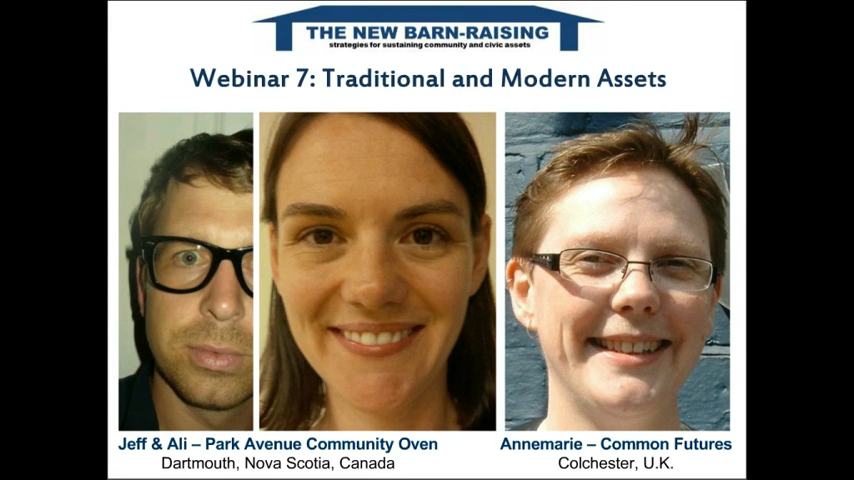 THE NEW BARN-RAISING
strategies for sustaining community and civic assets
Webinar 7: Traditional and Modern Assets
Jeff & Ali – Park Avenue Community Oven
Dartmouth, Nova Scotia, Canada
Annemarie – Common Futures
Colchester, U.K.